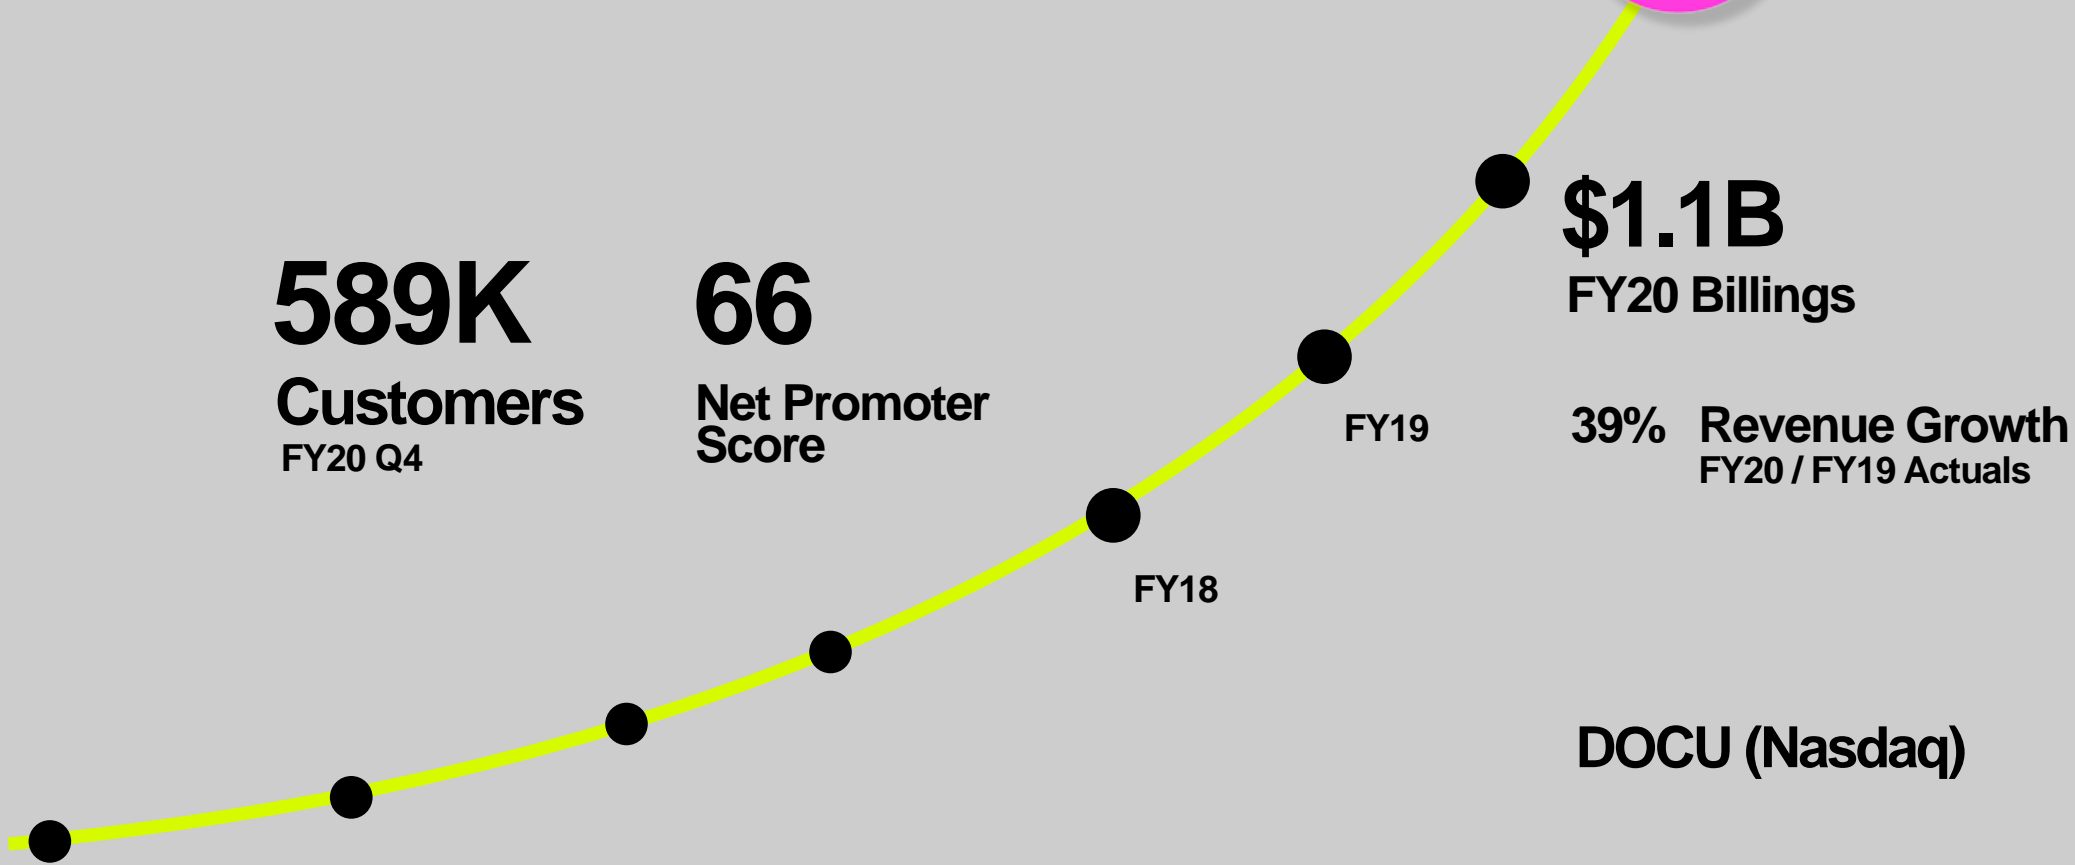 589K
Customers
FY20 Q4
66
Net Promoter
Score
$1.1B
FY20 Billings
39% Revenue Growth
FY20 / FY19 Actuals
FY19
FY18
DOCU (Nasdaq)